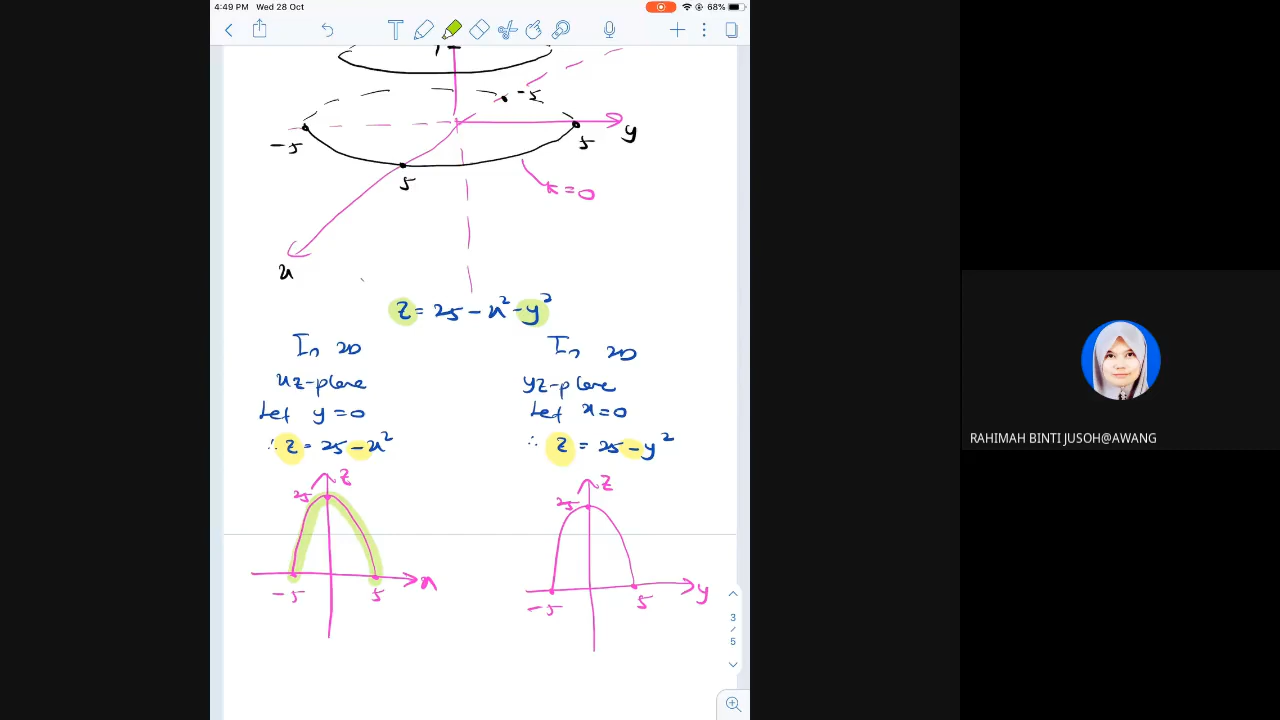 4:49 PM Wed 28 Oct
68%
T
-5
-5
5
y
5
k=0
x
z = 25 - x² - y²
In 2D
xz-plane
Let y=0
∴ z = 25 - x²
z
25
-5
5
x
In 2D
yz-plane
Let x=0
∴ z = 25 - y²
z
25
-5
5
y
3
/
5
RAHIMAH BINTI JUSOH@AWANG